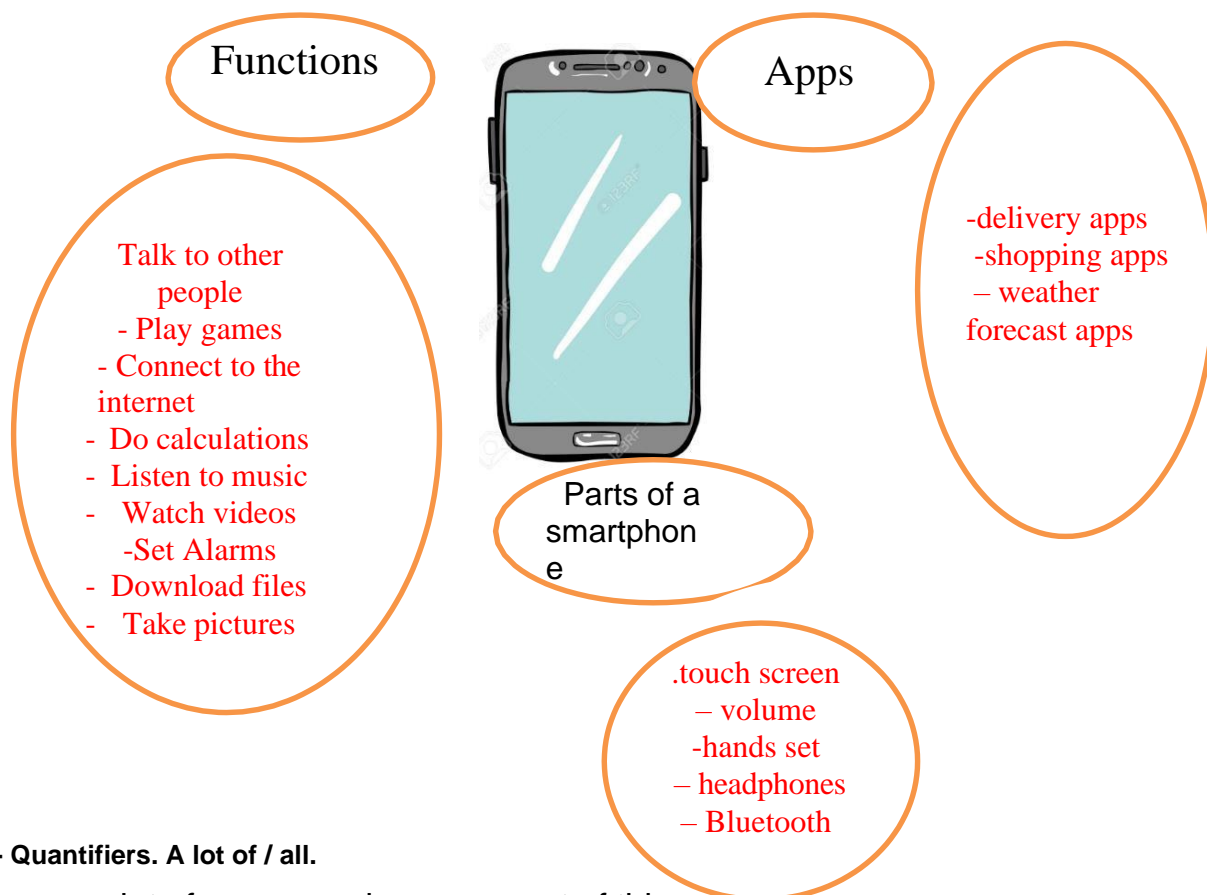 Functions
Apps
Talk to other
people
- Play games
- Connect to the
internet
- Do calculations
- Listen to music
- Watch videos
-Set Alarms
- Download files
- Take pictures
-delivery apps
-shopping apps
– weather
forecast apps
Parts of a
smartphon
e
.touch screen
– volume
-hands set
– headphones
– Bluetooth
- Quantifiers. A lot of / all.